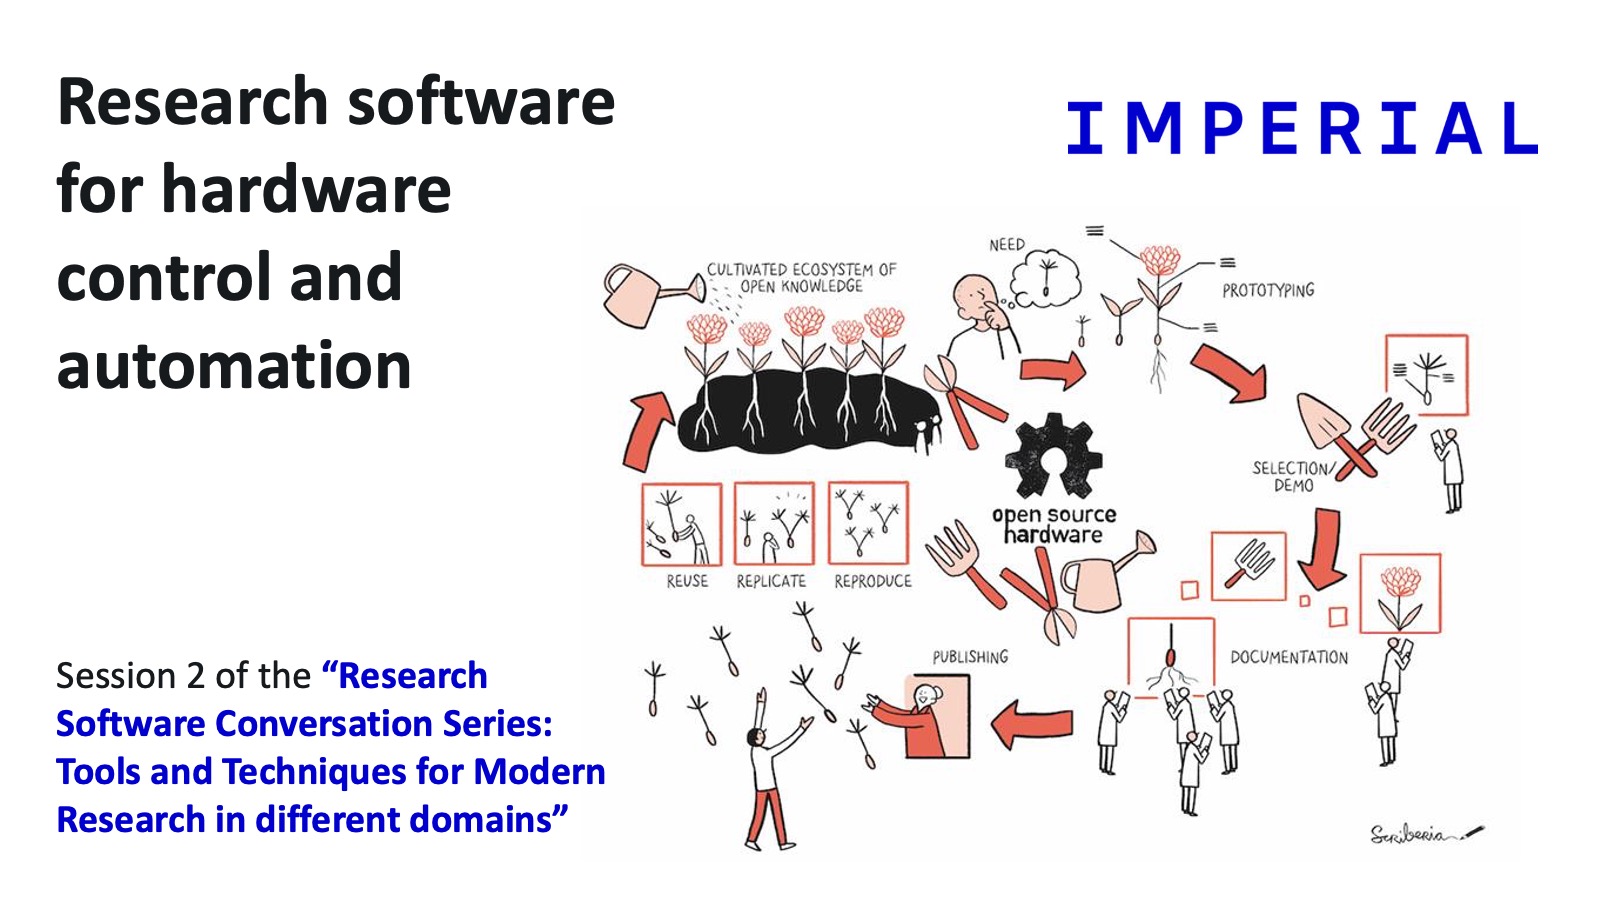 Research software
for hardware
control and
automation
IMPERIAL
Session 2 of the “Research
Software Conversation Series:
Tools and Techniques for Modern
Research in different domains”
CULTIVATED ECOSYSTEM OF
OPEN KNOWLEDGE
NEED
PROTOTYPING
SELECTION/
DEMO
open source
hardware
REUSE
REPLICATE
REPRODUCE
DOCUMENTATION
PUBLISHING
Scriberia